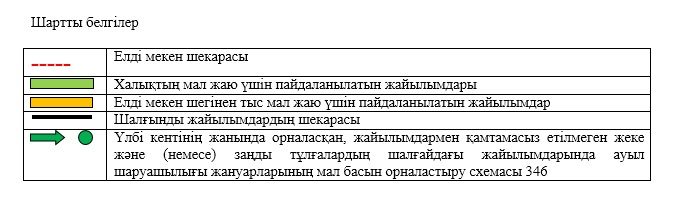 Шартты белгілер
Елді мекен шекарасы
Халықтың мал жаю үшін пайдаланылатын жайылымдары
Елді мекен шегінен тыс мал жаю үшін пайдаланылатын жайылымдар
Шалғынды жайылымдардың шекарасы
Үлбі кентінің жанында орналасқан, жайылымдармен қамтамасыз етілмеген жеке
және (немесе) заңды тұлғалардың шалғайдағы жайылымдарында ауыл
шаруашылығы жануарларының мал басын орналастыру схемасы 346